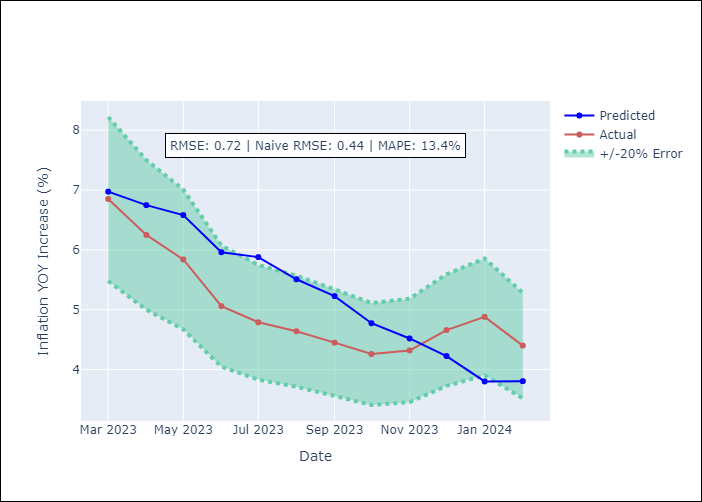 RMSE: 0.72 | Naive RMSE: 0.44 | MAPE: 13.4%
Predicted
Actual
+/-20% Error
Inflation YOY Increase (%)
8
7
6
5
4
Mar 2023 May 2023 Jul 2023 Sep 2023 Nov 2023 Jan 2024
Date